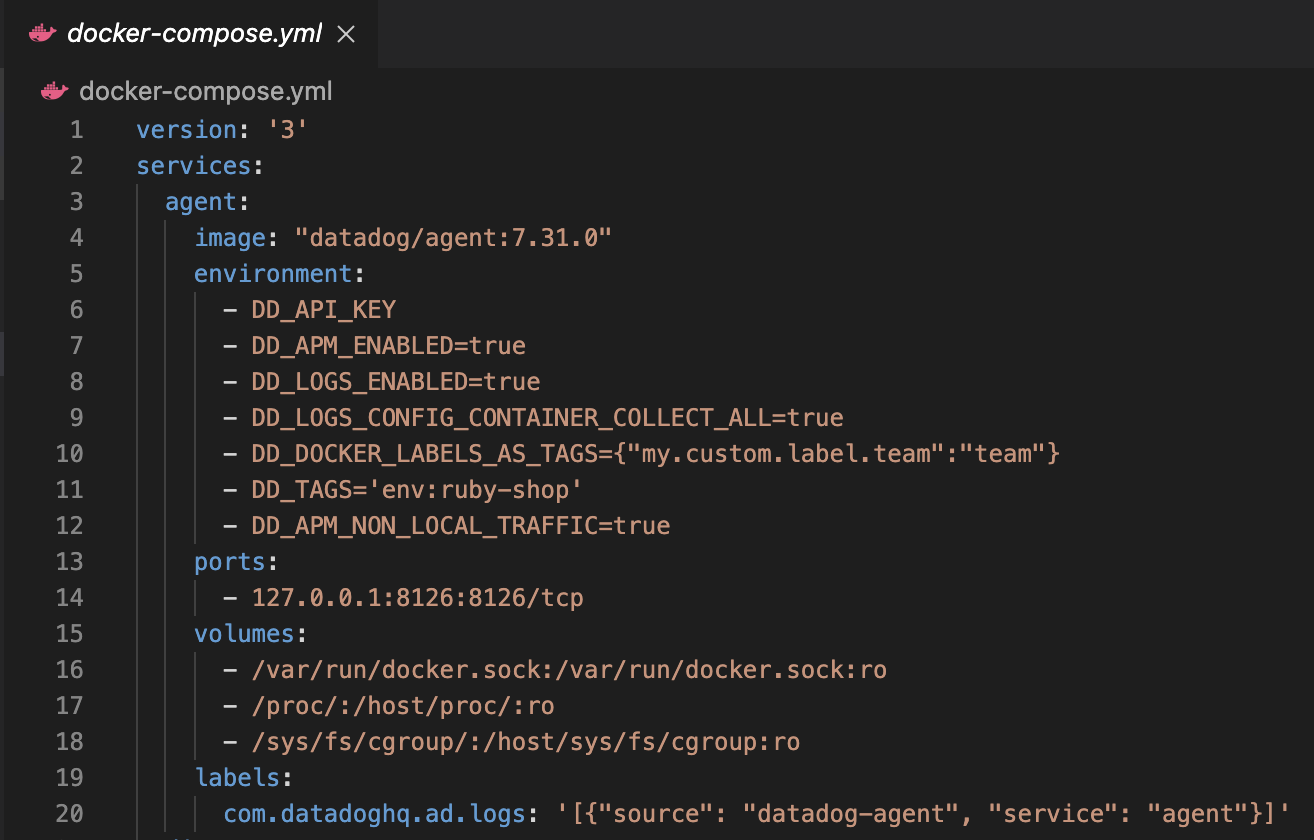 docker-compose.yml
docker-compose.yml
1 version: '3'
2 services:
3   agent:
4     image: "datadog/agent:7.31.0"
5     environment:
6       - DD_API_KEY
7       - DD_APM_ENABLED=true
8       - DD_LOGS_ENABLED=true
9       - DD_LOGS_CONFIG_CONTAINER_COLLECT_ALL=true
10       - DD_DOCKER_LABELS_AS_TAGS={"my.custom.label.team":"team"}
11       - DD_TAGS='env:ruby-shop'
12       - DD_APM_NON_LOCAL_TRAFFIC=true
13     ports:
14       - 127.0.0.1:8126:8126/tcp
15     volumes:
16       - /var/run/docker.sock:/var/run/docker.sock:ro
17       - /proc/:/host/proc/:ro
18       - /sys/fs/cgroup/:/host/sys/fs/cgroup:ro
19     labels:
20       com.datadoghq.ad.logs: '[{"source": "datadog-agent", "service": "agent"}]'